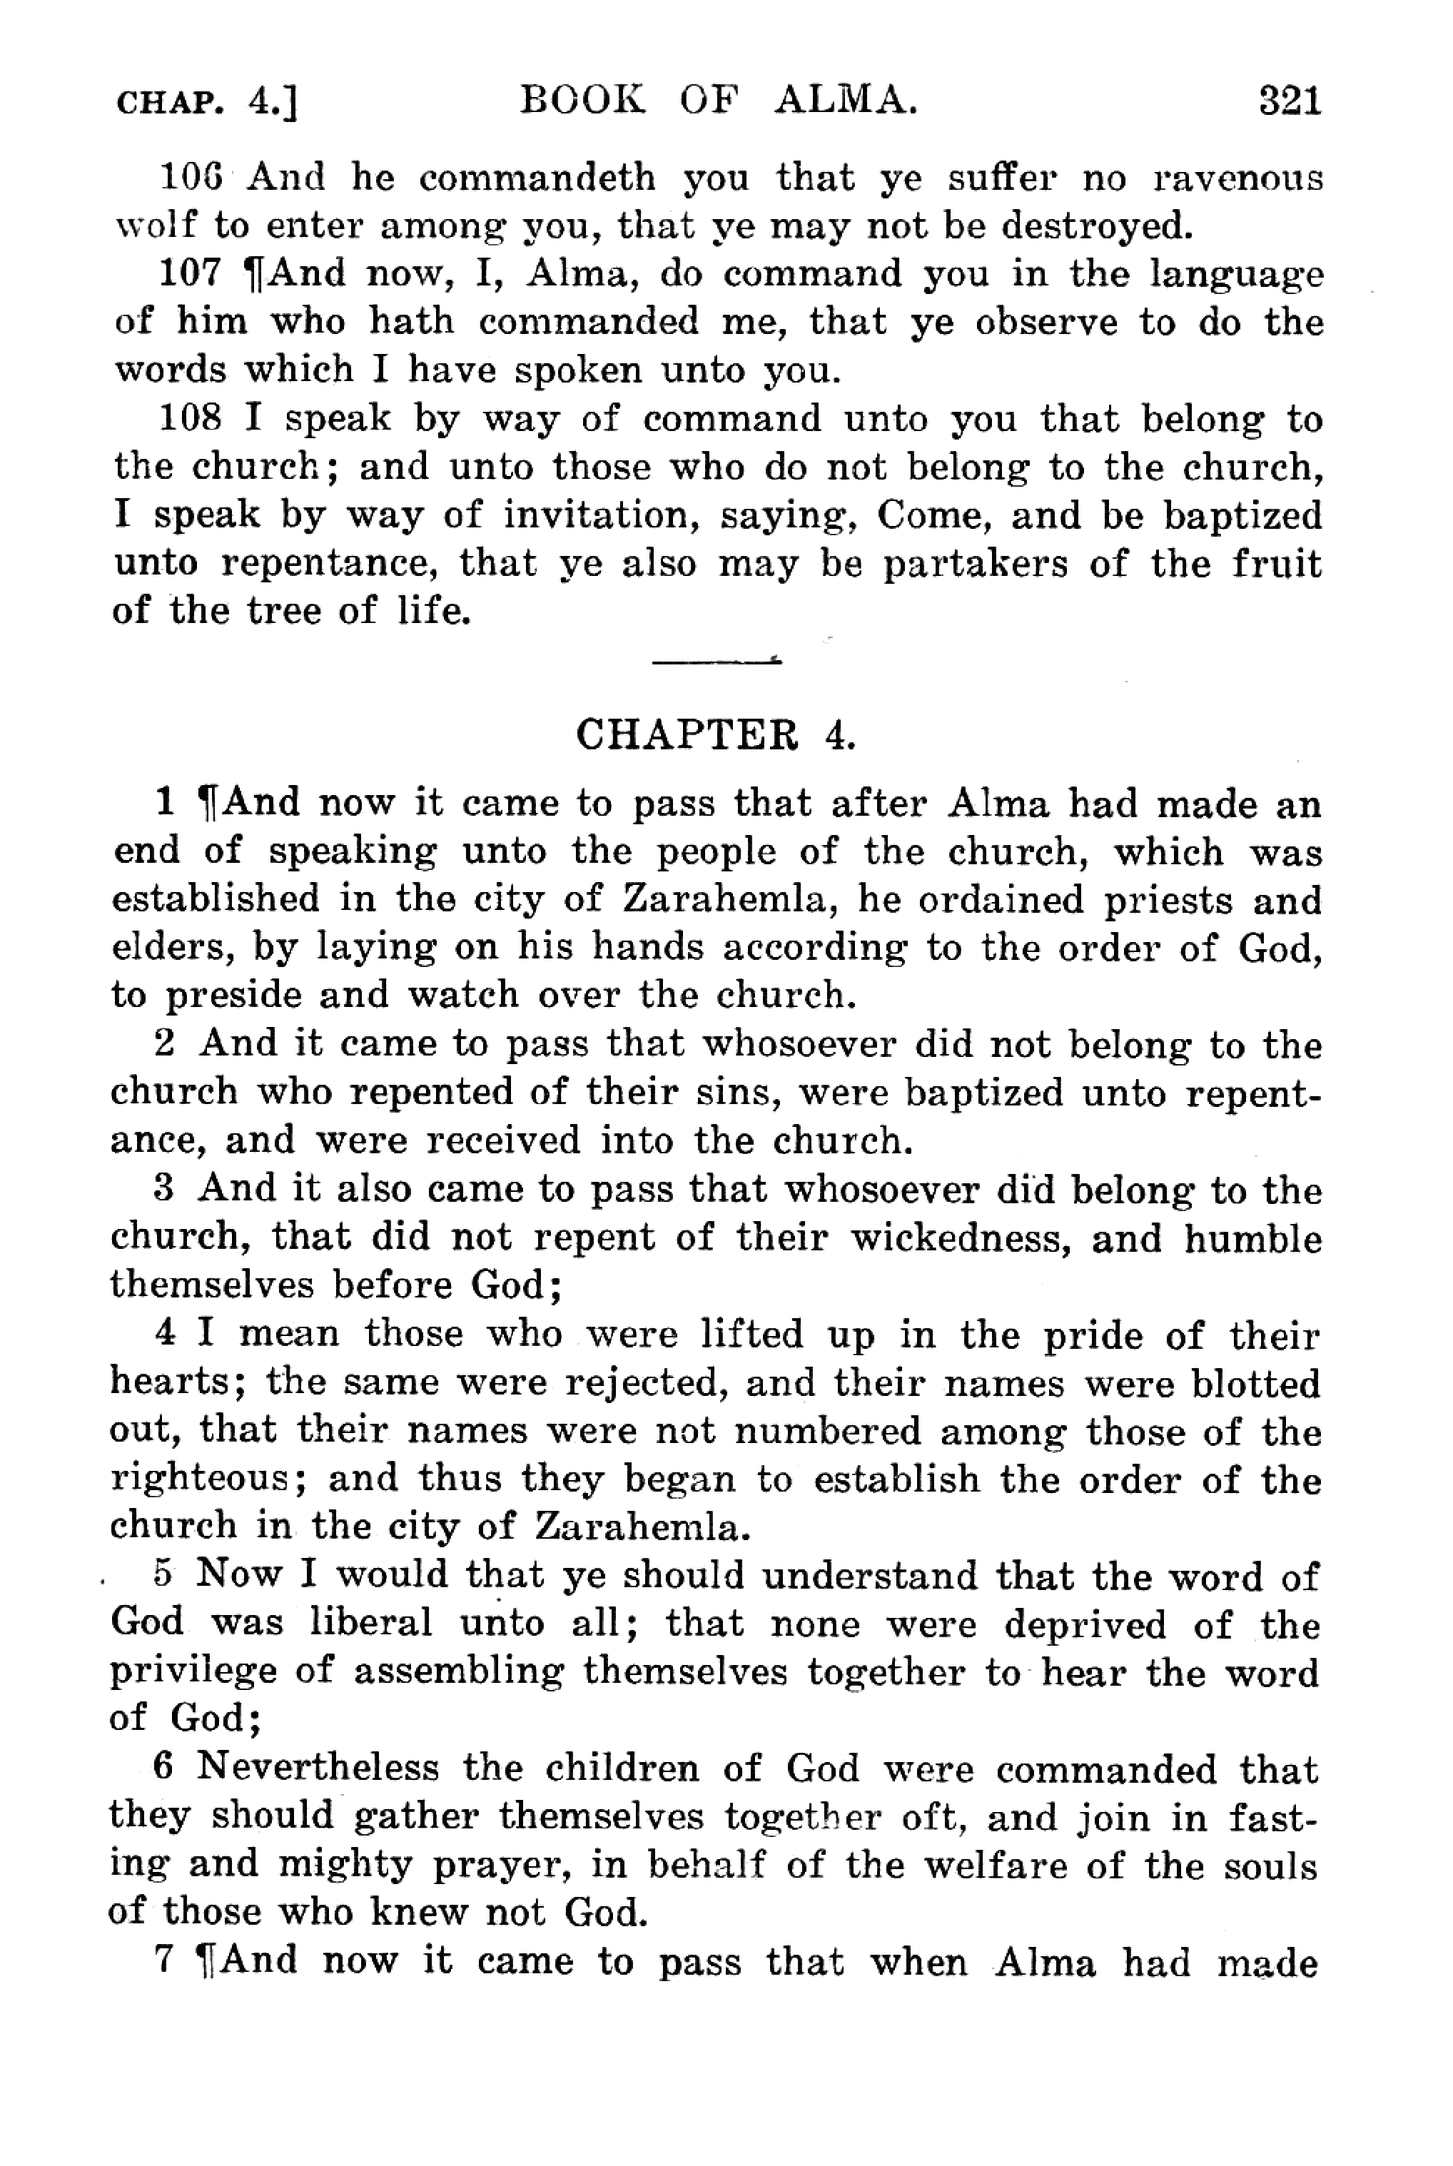 CHAP. 4.] BOOK OF ALMA. 321
106 And he commandeth you that ye suffer no ravenous
wolf to enter among you, that ye may not be destroyed.
107 ¶And now, I, Alma, do command you in the language
of him who hath commanded me, that ye observe to do the
words which I have spoken unto you.
108 I speak by way of command unto you that belong to
the church; and unto those who do not belong to the church,
I speak by way of invitation, saying, Come, and be baptized
unto repentance, that ye also may be partakers of the fruit
of the tree of life.
CHAPTER 4.
1 ¶And now it came to pass that after Alma had made an
end of speaking unto the people of the church, which was
established in the city of Zarahemla, he ordained priests and
elders, by laying on his hands according to the order of God,
to preside and watch over the church.
2 And it came to pass that whosoever did not belong to the
church who repented of their sins, were baptized unto repent-
ance, and were received into the church.
3 And it also came to pass that whosoever did belong to the
church, that did not repent of their wickedness, and humble
themselves before God;
4 I mean those who were lifted up in the pride of their
hearts; the same were rejected, and their names were blotted
out, that their names were not numbered among those of the
righteous; and thus they began to establish the order of the
church in the city of Zarahemla.
5 Now I would that ye should understand that the word of
God was liberal unto all; that none were deprived of the
privilege of assembling themselves together to hear the word
of God;
6 Nevertheless the children of God were commanded that
they should gather themselves together oft, and join in fast-
ing and mighty prayer, in behalf of the welfare of the souls
of those who knew not God.
7 ¶And now it came to pass that when Alma had made